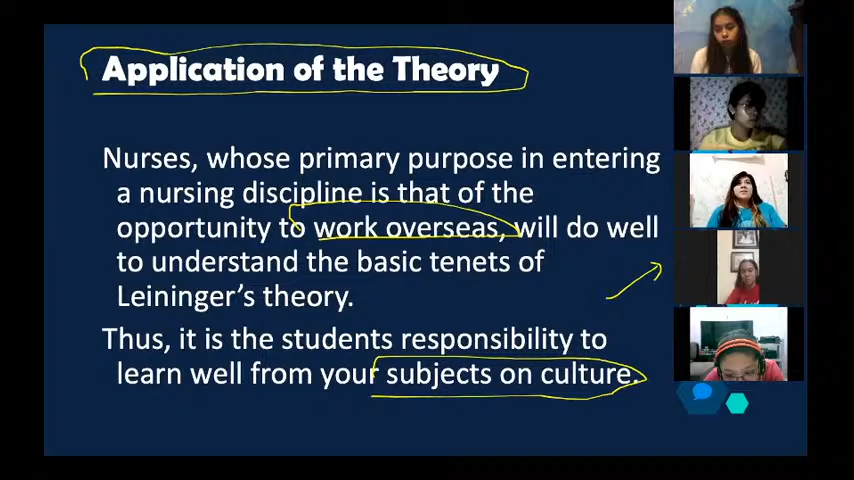 Application of the Theory
Nurses, whose primary purpose in entering
a nursing discipline is that of the
opportunity to work overseas, will do well
to understand the basic tenets of
Leininger's theory.
Thus, it is the students responsibility to
learn well from your subjects on culture.